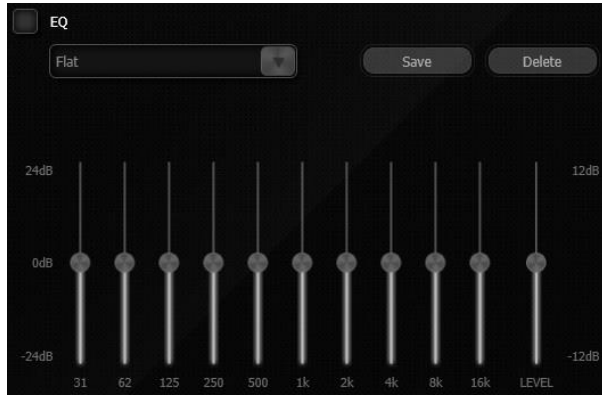 EQ
Flat Save Delete
24dB 12dB
0dB
-24dB -12dB
31 62 125 250 500 1k 2k 4k 8k 16k LEVEL